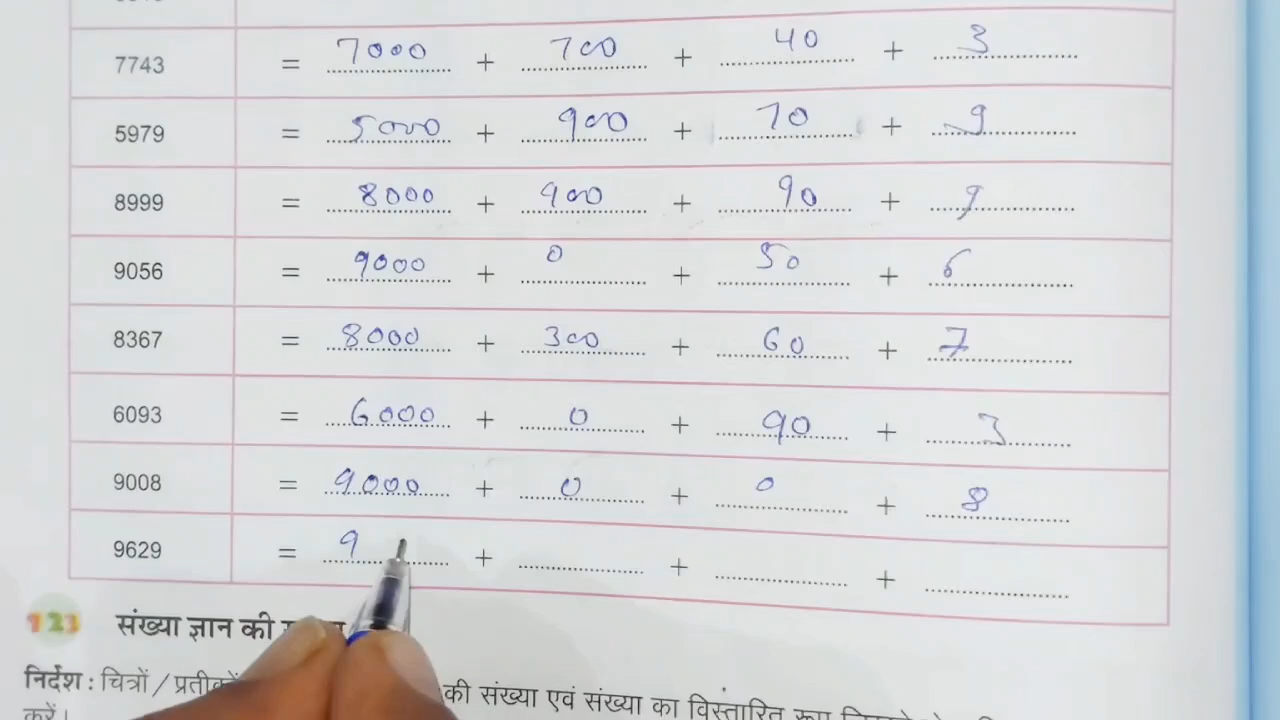 7743 = 7000 + 700 + 40 + 3
5979 = 5000 + 900 + 70 + 9
8999 = 8000 + 900 + 90 + 9
9056 = 9000 + 0 + 50 + 6
8367 = 8000 + 300 + 60 + 7
6093 = 6000 + 0 + 90 + 3
9008 = 9000 + 0 + 0 + 8
9629 = 9 + + +
123 संख्या ज्ञान की
निर्देश : चित्रों / की संख्या एवं संख्या का विस्तारित रूप
करें।